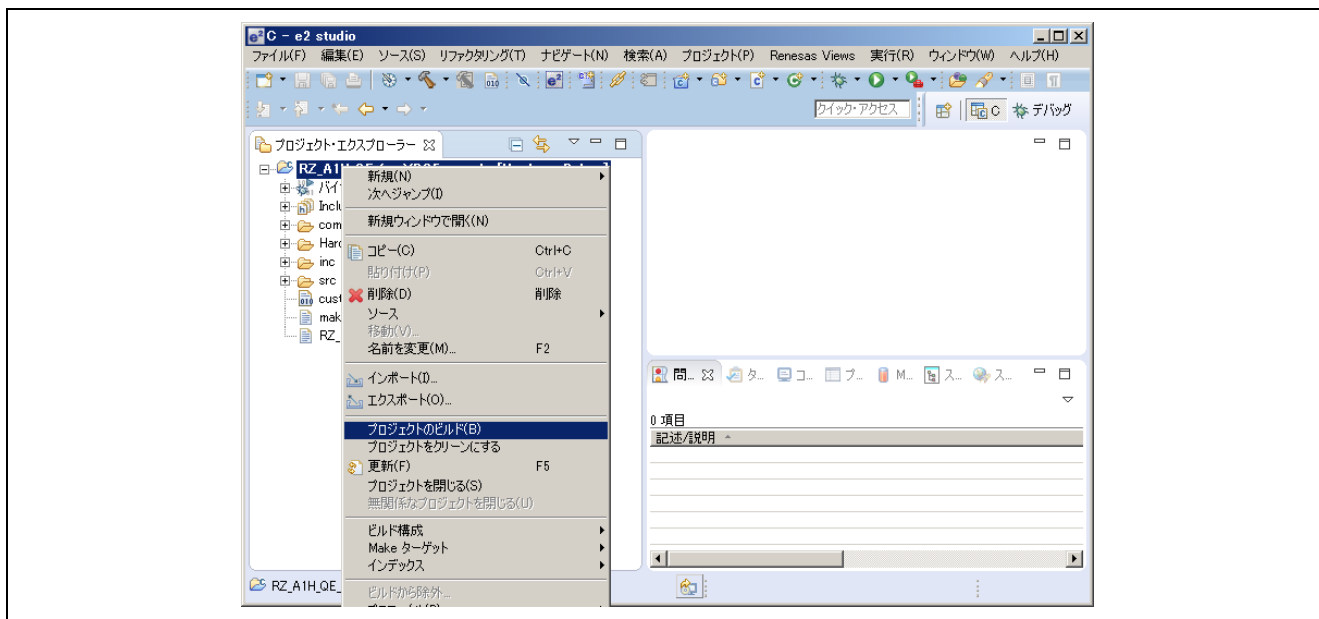 C - e2 studio
ファイル(F) 編集(E) ソース(S) リファクタリング(T) ナビゲート(N) 検索(A) プロジェクト(P) Renesas Views 実行(R) ウィンドウ(W) ヘルプ(H)
クイック・アクセス C デバッグ
プロジェクト・エクスプローラー
新規(N)
次へジャンプ(I)
新規ウィンドウで開く(N)
コピー(C) Ctrl+C
貼り付け(P) Ctrl+V
削除(D) 削除
ソース
移動(V)...
名前を変更(M)... F2
インポート(I)...
エクスポート(O)...
プロジェクトのビルド(B)
プロジェクトをクリーンにする
更新(F) F5
プロジェクトを閉じる(S)
無関係なプロジェクトを閉じる(U)
ビルド構成
Make ターゲット
インデックス
ビルドから除外...
RZ_A1
バイ
Incl
com
Hard
inc
src
cust
mak
RZ_
問... タ... コ... プ... M... ス... ス...
0 項目
記述/説明
RZ_A1H_QE_